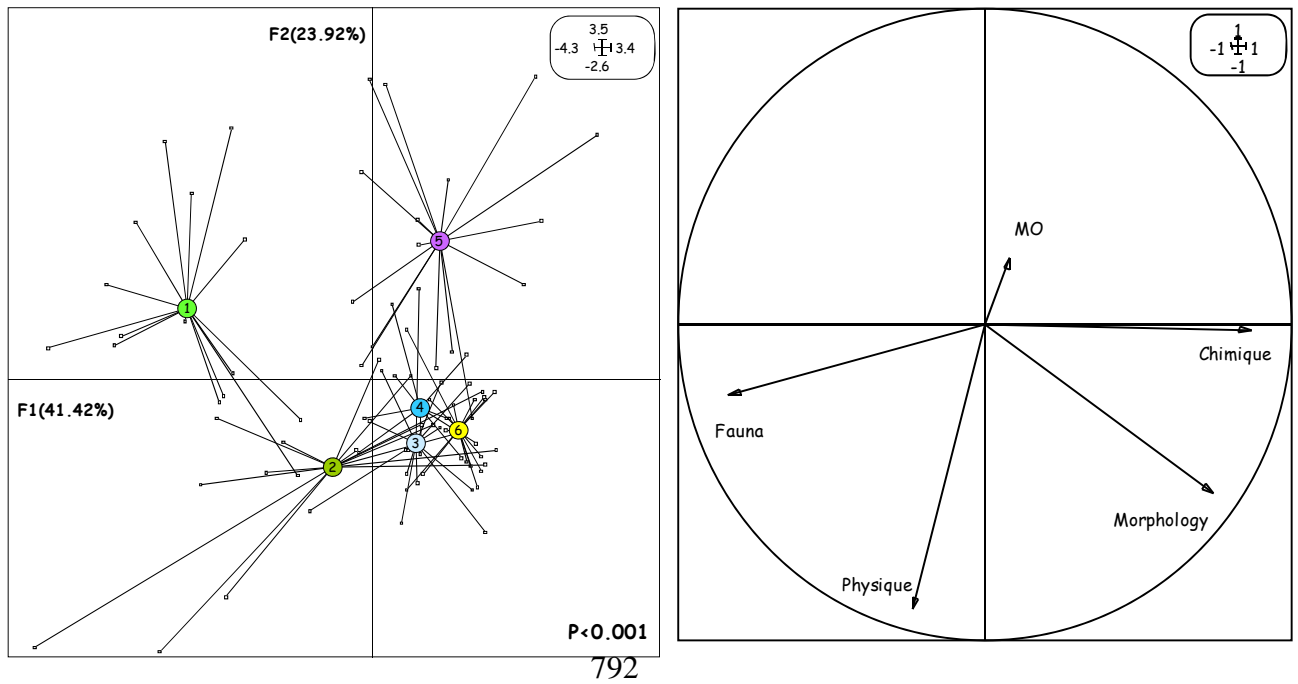 F2(23.92%)
3.5
-4.3 3.4
-2.6
1
5
4
3
6
2
F1(41.42%)
P<0.001
1
-1 1
-1
MO
Chimique
Fauna
Morphology
Physique
792